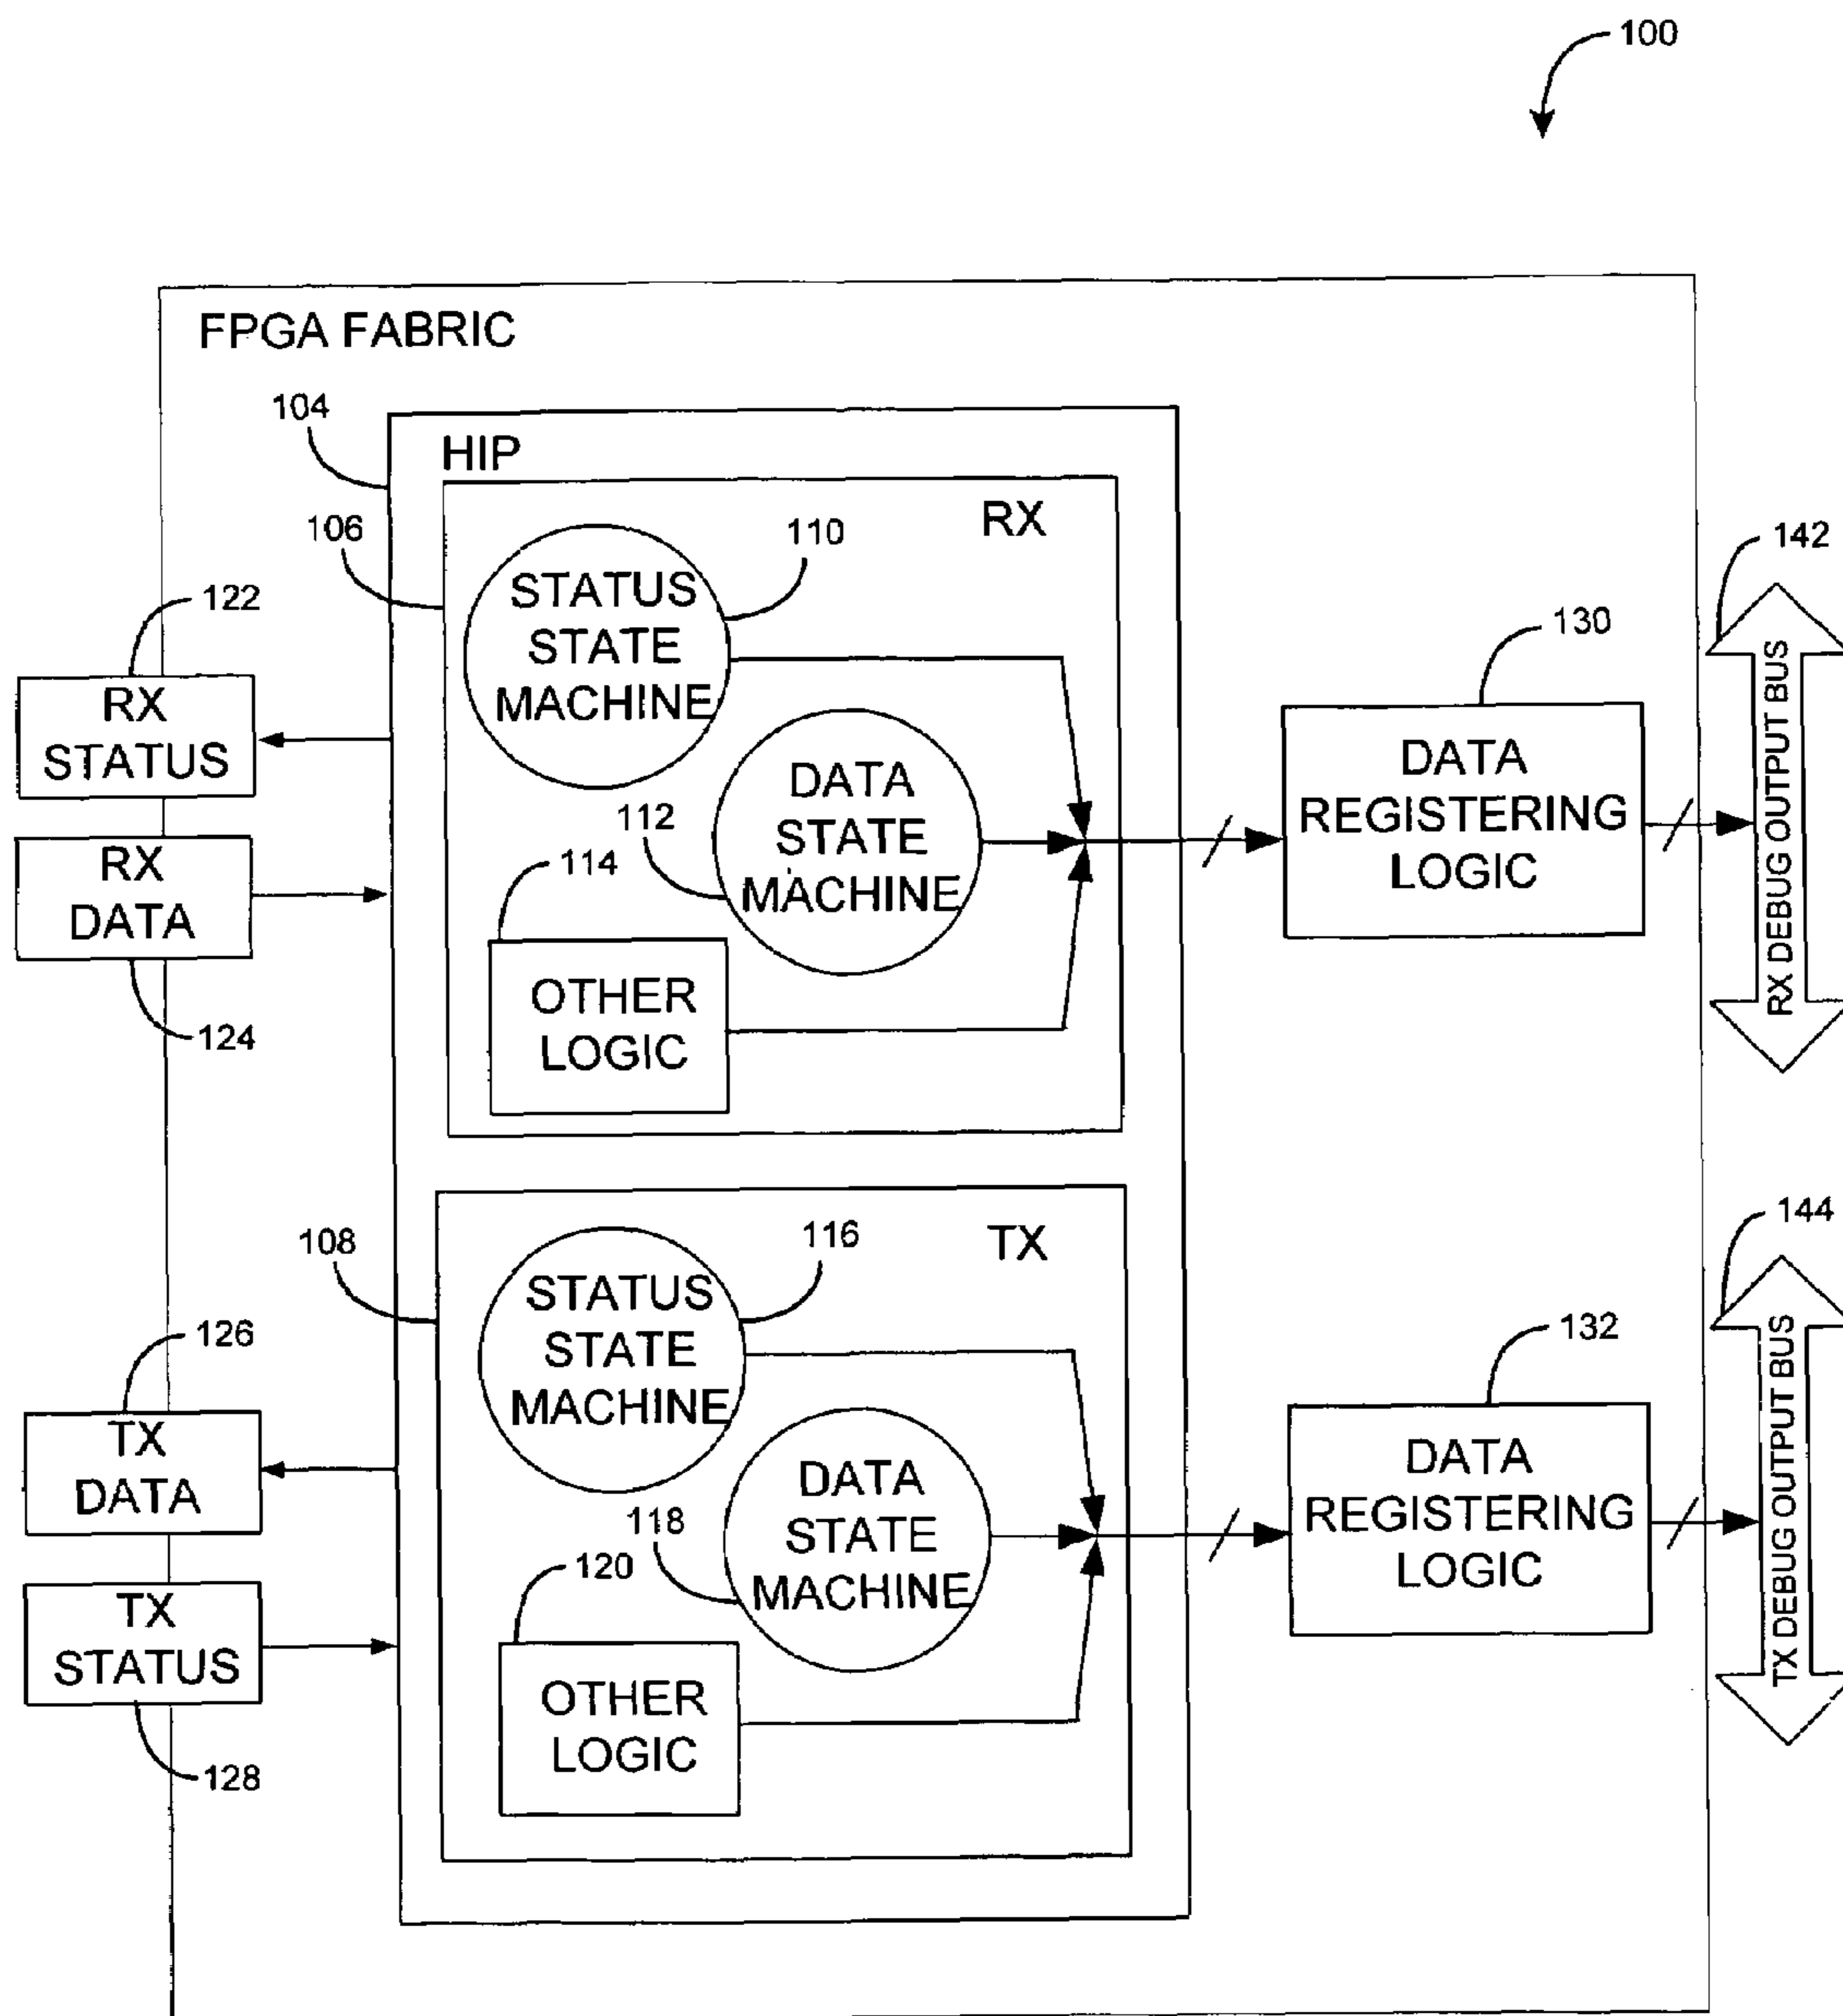 100
FPGA FABRIC
104
HIP
106
RX
110
STATUS
STATE
MACHINE
142
122
RX
STATUS
130
DATA
REGISTERING
LOGIC
RX DEBUG OUTPUT BUS
112
DATA
STATE
MACHINE
RX
DATA
114
124
OTHER
LOGIC
108
TX
116
STATUS
STATE
MACHINE
144
126
TX
DATA
132
DATA
REGISTERING
LOGIC
TX DEBUG OUTPUT BUS
118
DATA
STATE
MACHINE
120
TX
STATUS
128
OTHER
LOGIC